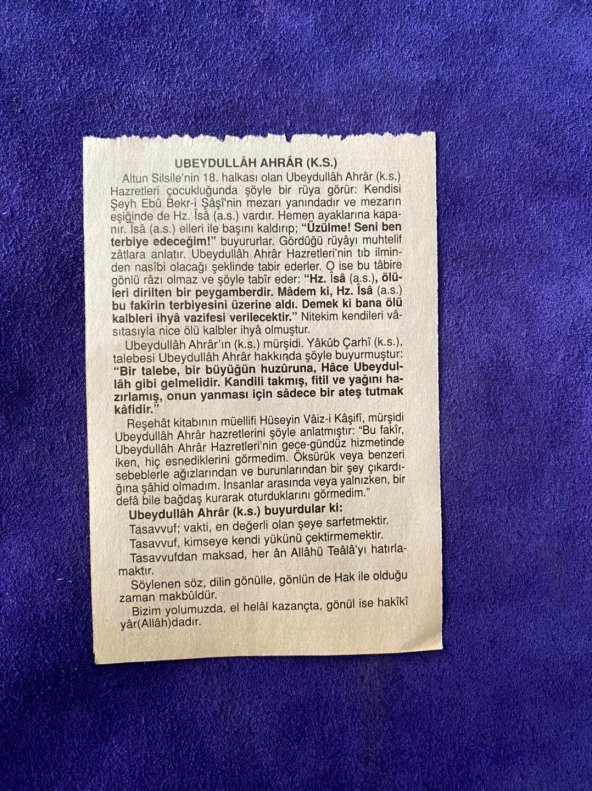 UBEYDULLÂH AHRÂR (K.S.)
Altun Silsile'nin 18. halkası olan Ubeydullâh Ahrâr (k.s.)
Hazretleri çocukluğunda şöyle bir rüya görür: Kendisi
Şeyh Ebû Bekr-i Şâşî'nin mezarı yanındadır ve mezarın
eşiğinde de Hz. Îsâ (a.s.) vardır. Hemen ayaklarına kapa-
nır. Îsâ (a.s.) elleri ile başını kaldırıp; "Üzülme! Seni ben
terbiye edeceğim!" buyururlar. Gördüğü rüyâyı muhtelif
zâtlara anlatır. Ubeydullâh Ahrâr Hazretleri'nin tıb ilmin-
den nasîbi olacağı şeklinde tabir ederler. O ise bu tâbire
gönlü râzı olmaz ve şöyle tabîr eder: "Hz. Îsâ (a.s.), ölü-
leri dirilten bir peygamberdir. Mâdem ki, Hz. Îsâ (a.s.)
bu fakîrin terbiyesini üzerine aldı. Demek ki bana ölü
kalbleri ihyâ vazifesi verilecektir." Nitekim kendileri vâ-
sıtasıyla nice ölü kalbler ihyâ olmuştur.
Ubeydullâh Ahrâr'ın (k.s.) mürşidi. Yâkûb Çarhî (k.s.),
talebesi Ubeydullâh Ahrâr hakkında şöyle buyurmuştur:
"Bir talebe, bir büyüğün huzûruna, Hâce Ubeydul-
lâh gibi gelmelidir. Kandili takmış, fitil ve yağını ha-
zırlamış, onun yanması için sâdece bir ateş tutmak
kâfidir."
Reşehât kitabının müellifi Hüseyin Vâiz-i Kâşifî, mürşidi
Ubeydullâh Ahrâr hazretlerini şöyle anlatmıştır: "Bu fakîr,
Ubeydullâh Ahrâr Hazretleri'nin gece-gündüz hizmetinde
iken, hiç esnediklerini görmedim. Öksürük veya benzeri
sebeblerle ağızlarından ve burunlarından bir şey çıkardı-
ğına şâhid olmadım. İnsanlar arasında veya yalnızken, bir
defâ bile bağdaş kurarak oturduklarını görmedim."
Ubeydullâh Ahrâr (k.s.) buyurdular ki:
Tasavvuf; vakti, en değerli olan şeye sarfetmektir.
Tasavvuf, kimseye kendi yükünü çektirmemektir.
Tasavvufdan maksad, her ân Allâhü Teâlâ'yı hatırla-
maktır.
Söylenen söz, dilin gönülle, gönlün de Hak ile olduğu
zaman makbûldür.
Bizim yolumuzda, el helâl kazançta, gönül ise hakîkî
yâr(Allâh)dadır.